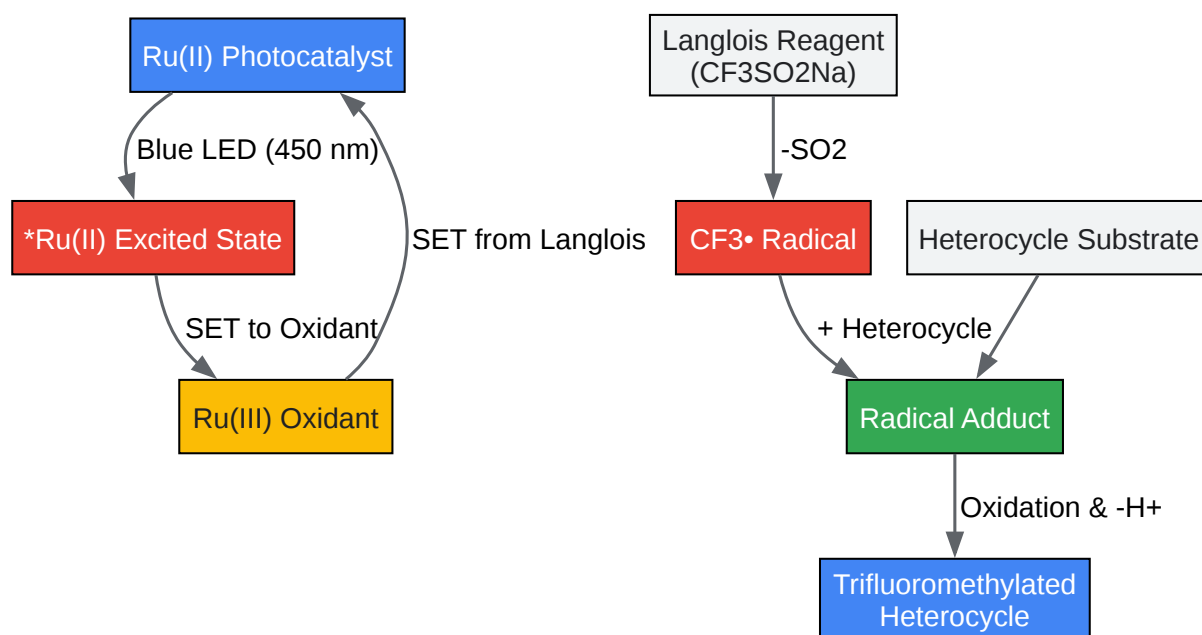 Ru(II) Photocatalyst
Langlois Reagent
(CF3SO2Na)
Blue LED (450 nm)
-SO2
*Ru(II) Excited State
SET from Langlois
CF3• Radical
Heterocycle Substrate
SET to Oxidant
+ Heterocycle
Ru(III) Oxidant
Radical Adduct
Oxidation & -H+
Trifluoromethylated
Heterocycle